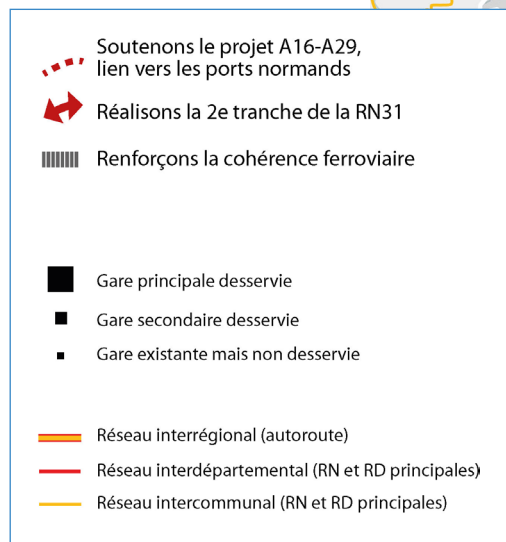 Soutenons le projet A16-A29,
lien vers les ports normands
Réalisons la 2e tranche de la RN31
Renforçons la cohérence ferroviaire
Gare principale desservie
Gare secondaire desservie
Gare existante mais non desservie
Réseau interrégional (autoroute)
Réseau interdépartemental (RN et RD principales)
Réseau intercommunal (RN et RD principales)